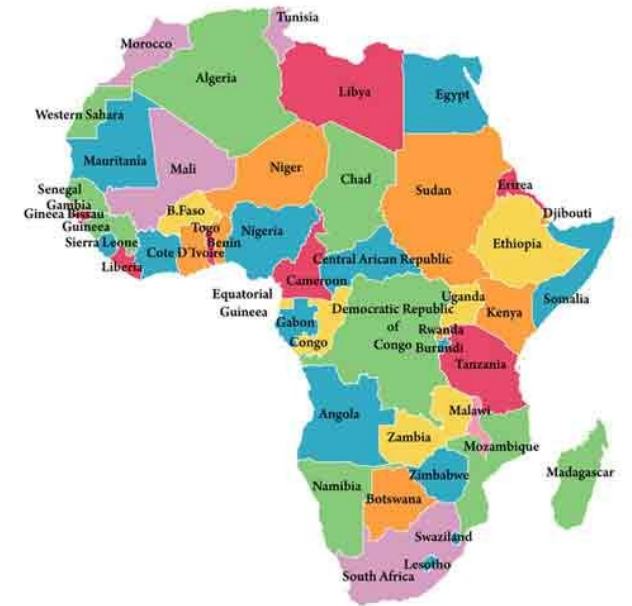 Tunisia
Morocco
Algeria
Libya
Egypt
Western Sahara
Mauritania
Mali
Niger
Chad
Sudan
Erirea
Djibouti
Senegal
Gambia
Gineea Bissau
Guineea
Sierra Leone
Liberia
B.Faso
Togo
Benin
Cote D'Ivoire
Nigeria
Central Arican Republic
Cameroon
Ethiopia
Somalia
Equatorial
Guineea
Gabon
Congo
Democratic Republic
of
Congo
Uganda
Kenya
Rwanda
Burundi
Tanzania
Angola
Malawi
Zambia
Mozambique
Zimbabwe
Namibia
Botswana
Madagascar
Swaziland
Lesotho
South Africa